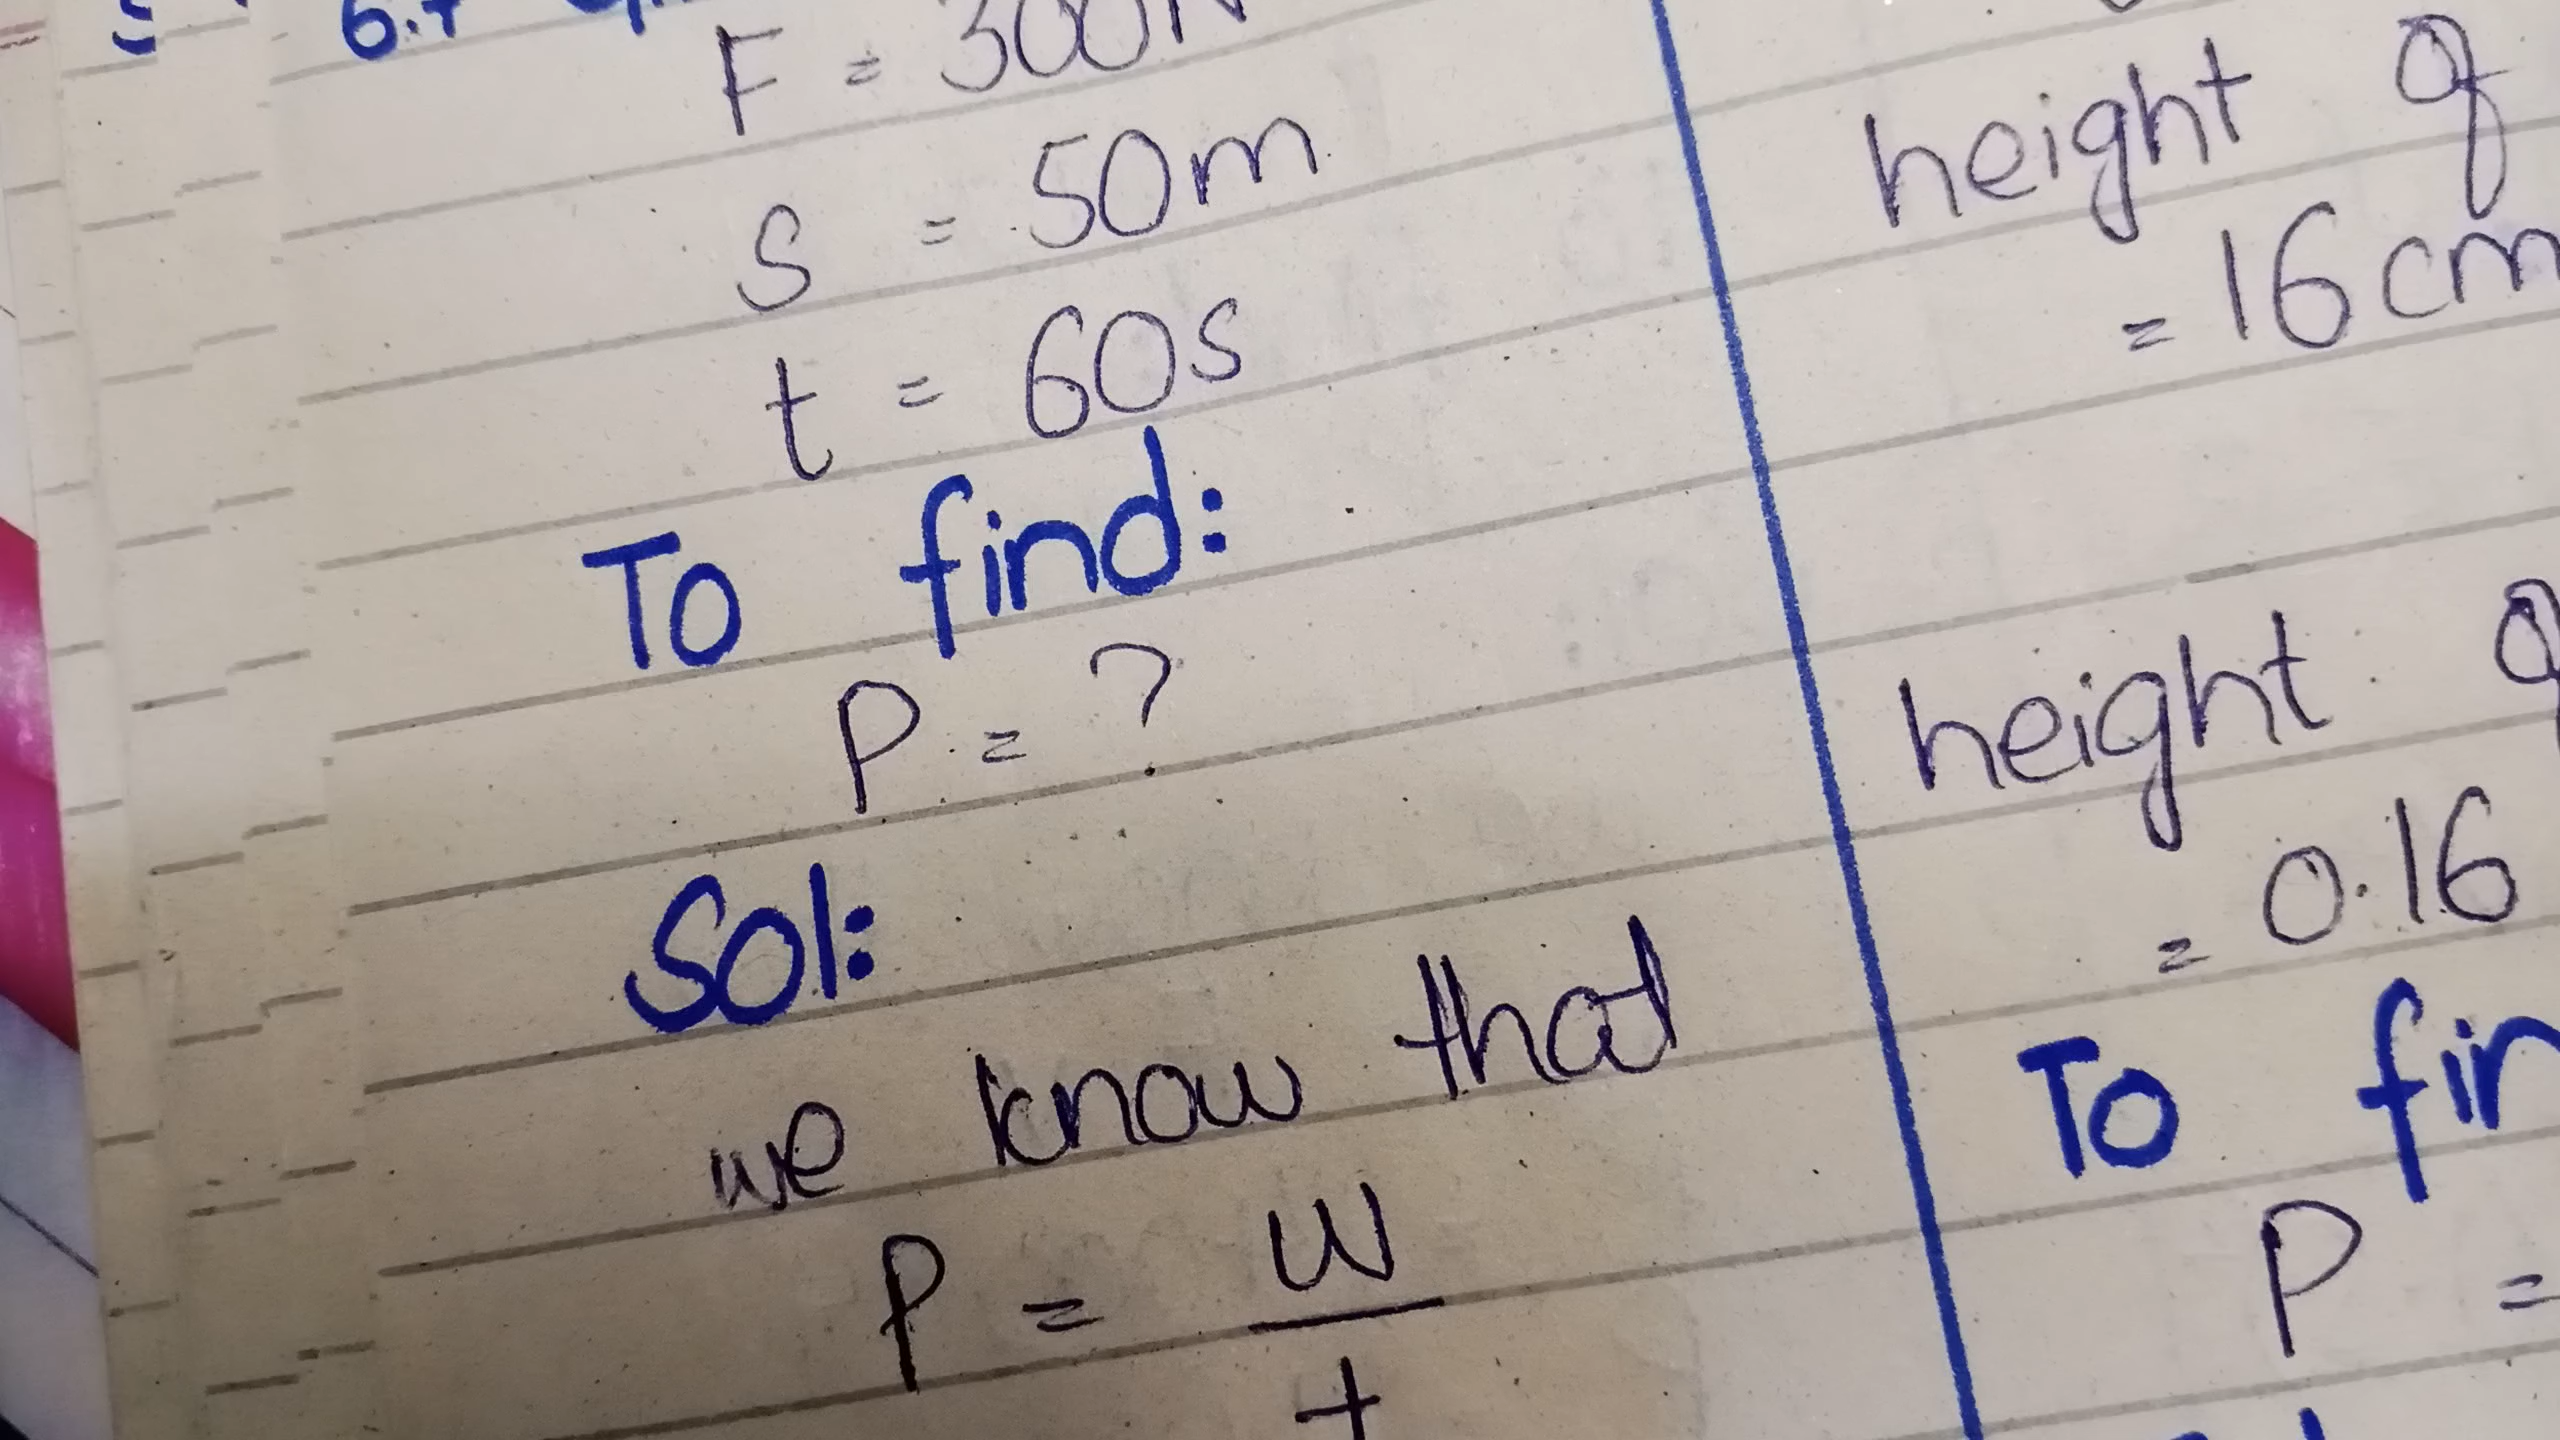 F = 300N
S = 50m
t = 60s
To find:
P = ?
Sol:
we know that
P = W
t
height of
= 16 cm
height
= 0.16
To fin
P =